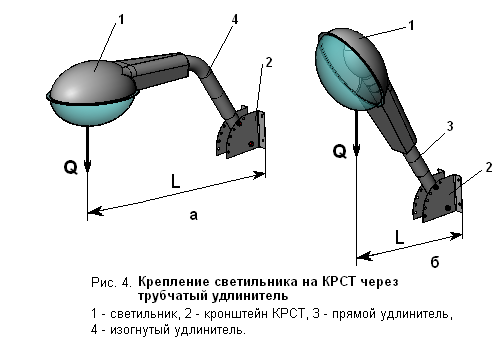 1
4
2
Q
L
а
1
3
2
Q
L
б
Рис. 4. Крепление светильника на КРСТ через
трубчатый удлинитель
1 - светильник, 2 - кронштейн КРСТ, 3 - прямой удлинитель,
4 - изогнутый удлинитель.